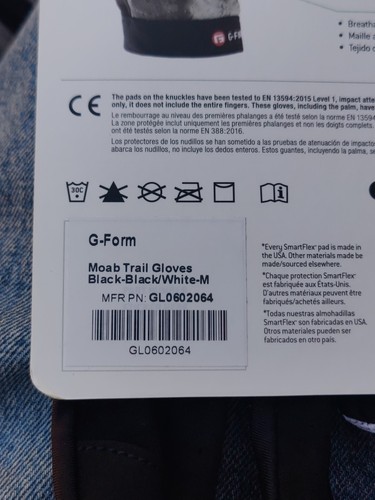 G-F
• Breatha
• Maille a
• Tejido d
CE
The pads on the knuckles have been tested to EN 13594:2015 Level 1, impact atte
only, it does not include the entire fingers. These gloves, including the palm, hav
Le rembourrage au niveau des premières phalanges a été testé selon la norme EN 13594
La zone protégée inclut uniquement les premières phalanges et non les doigts complets.
ont été testés selon la norme EN 388:2016.
Los protectores de los nudillos se han sometido a las pruebas de atenuación de impactos
abarca los nudillos, no incluye los dedos enteros. Estos guantes, incluyendo la palma, se
30C
G-Form
Moab Trail Gloves
Black-Black/White-M
MFR PN: GL0602064
GL0602064
*Every SmartFlex® pad is made in
the USA. Other materials made be
made/sourced elsewhere.
*Chaque protection SmartFlex®
est fabriquée aux États-Unis.
D'autres matériaux peuvent être
fabriqués/achetés ailleurs.
*Todas nuestras almohadillas
SmartFlex® son fabricadas en USA.
Otros materiales pueden ser
fabricados en otro país.